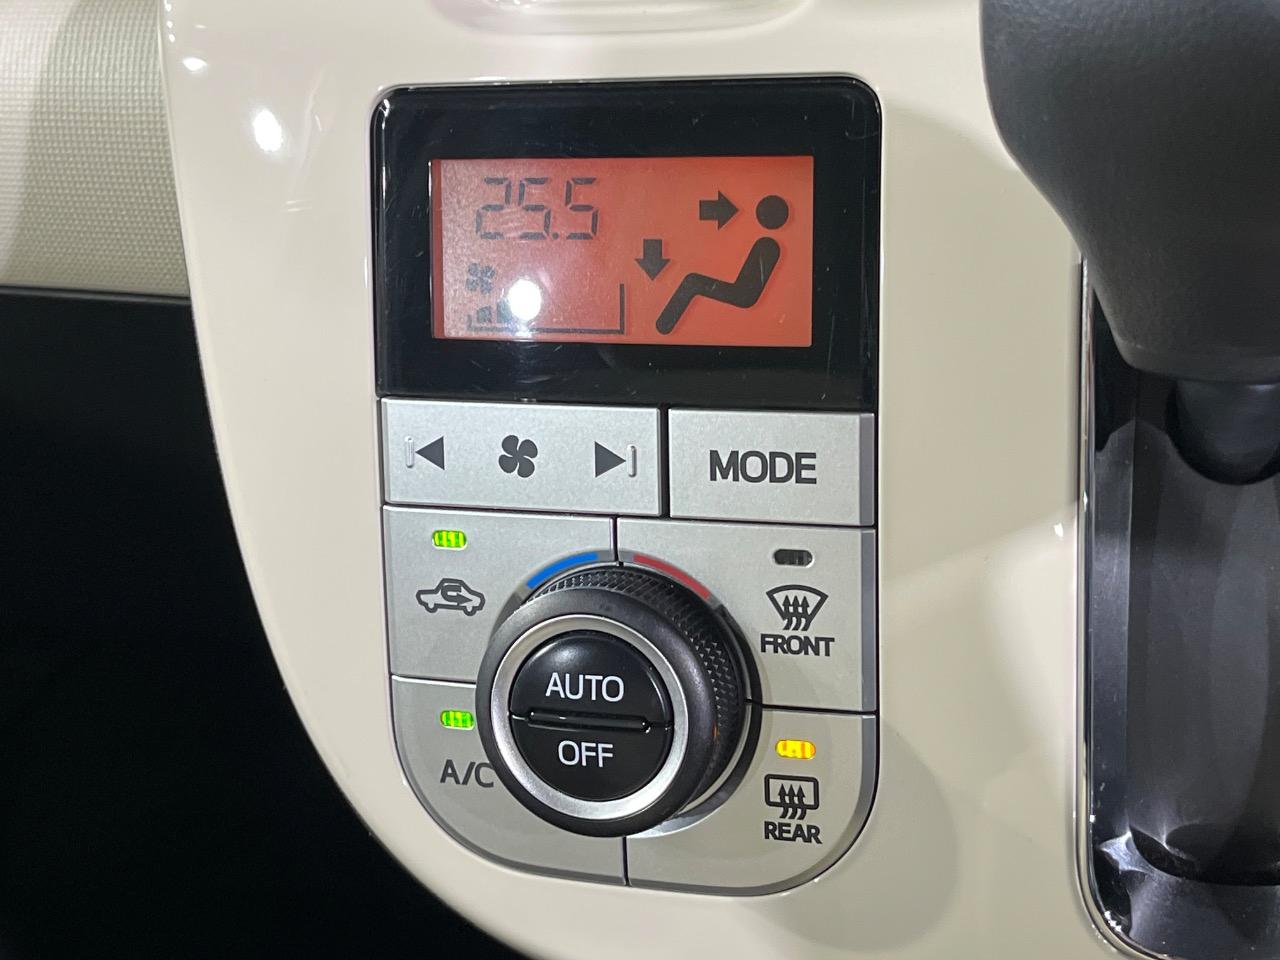 25.5
MODE
FRONT
AUTO
OFF
A/C
REAR